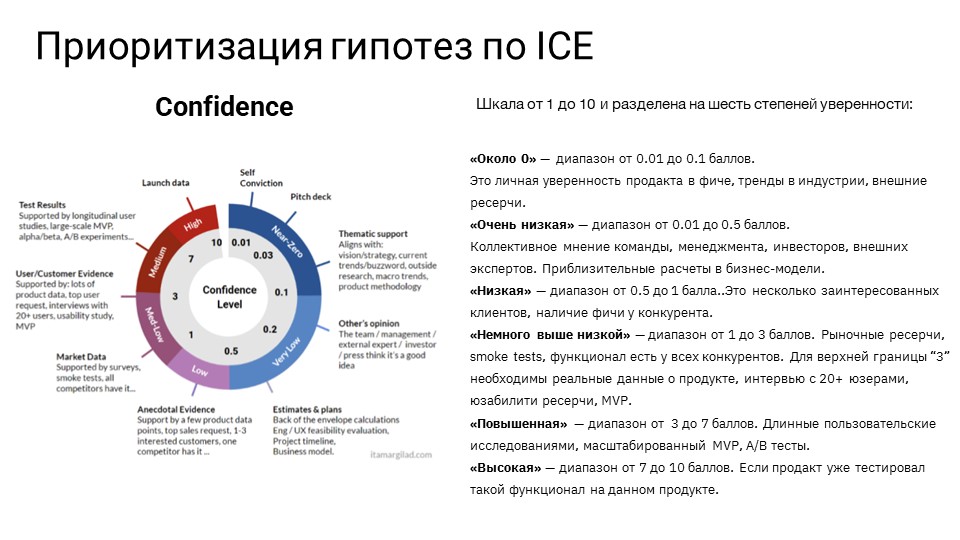 Приоритизация гипотез по ICE
Confidence
Self
Conviction
Launch data
Pitch deck
Test Results
Supported by longitudinal user
studies, large-scale MVP,
alpha/beta, A/B experiments...
High
Near-Zero
10
0.01
0.03
Thematic support
Aligns with:
vision/strategy, current
trends/buzzword, outside
research, macro trends,
product methodology
Medium
7
User/Customer Evidence
Supported by: lots of
product data, top user
request, interviews with
20+ users, usability study,
MVP
3
Confidence
Level
0.1
Med-Low
1
0.2
Other's opinion
The team / management /
external expert / investor
/ press think it's a good
idea
0.5
Very Low
Low
Market Data
Supported by surveys,
smoke tests, all
competitors have it...
Anecdotal Evidence
Support by a few product data
points, top sales request, 1-3
interested customers, one
competitor has it ...
Estimates & plans
Back of the envelope calculations
Eng / UX feasibility evaluation,
Project timeline,
Business model.
itamargilad.com
Шкала от 1 до 10 и разделена на шесть степеней уверенности:
«Около 0» — диапазон от 0.01 до 0.1 баллов.
Это личная уверенность продакта в фиче, тренды в индустрии, внешние
ресерчи.
«Очень низкая» — диапазон от 0.01 до 0.5 баллов.
Коллективное мнение команды, менеджмента, инвесторов, внешних
экспертов. Приблизительные расчеты в бизнес-модели.
«Низкая» — диапазон от 0.5 до 1 балла..Это несколько заинтересованных
клиентов, наличие фичи у конкурента.
«Немного выше низкой» — диапазон от 1 до 3 баллов. Рыночные ресерчи,
smoke tests, функционал есть у всех конкурентов. Для верхней границы “3”
необходимы реальные данные о продукте, интервью с 20+ юзерами,
юзабилити ресерчи, MVP.
«Повышенная» — диапазон от 3 до 7 баллов. Длинные пользовательские
исследованиями, масштабированный MVP, A/B тесты.
«Высокая» — диапазон от 7 до 10 баллов. Если продакт уже тестировал
такой функционал на данном продукте.